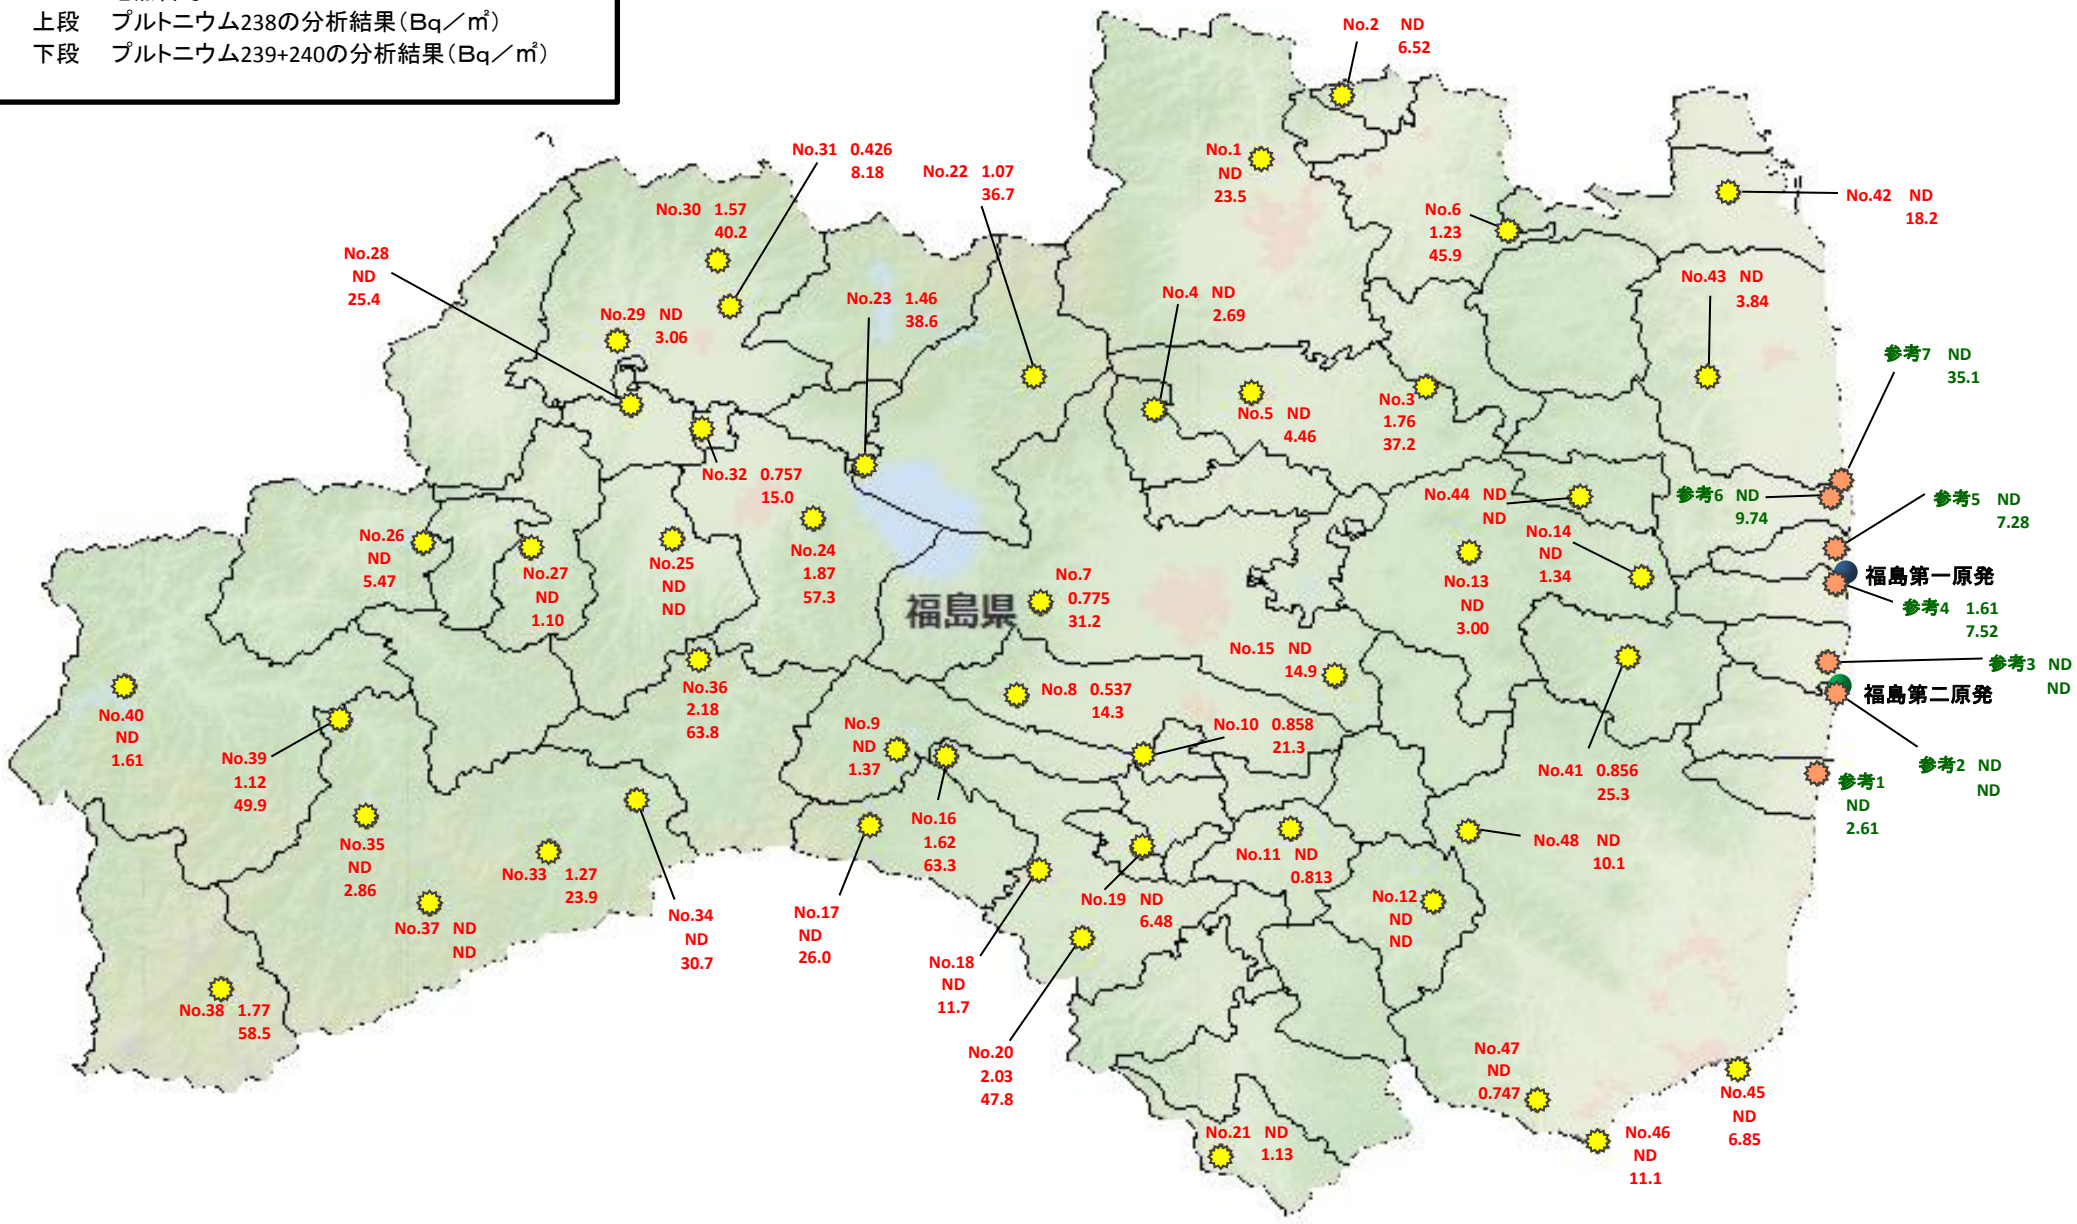 上段 プルトニウム238の分析結果(Bq/㎡)
下段 プルトニウム239+240の分析結果(Bq/㎡)
No.2 ND
6.52
No.31 0.426
8.18
No.22 1.07
36.7
No.1
ND
23.5
No.42 ND
18.2
No.30 1.57
40.2
No.6
1.23
45.9
No.28
ND
25.4
No.43 ND
3.84
No.23 1.46
38.6
No.4 ND
2.69
No.29 ND
3.06
参考7 ND
35.1
No.5 ND
4.46
No.3
1.76
37.2
No.32 0.757
15.0
No.44 ND
ND
参考6 ND
9.74
参考5 ND
7.28
No.26
ND
5.47
No.27
ND
1.10
No.25
ND
ND
No.24
1.87
57.3
No.14
ND
1.34
No.13
ND
3.00
福島第一原発
No.7
0.775
31.2
福島県
参考4 1.61
7.52
No.15 ND
14.9
参考3 ND
ND
No.36
2.18
63.8
No.8 0.537
14.3
福島第二原発
No.40
ND
1.61
No.9
ND
1.37
No.10 0.858
21.3
No.39
1.12
49.9
No.41 0.856
25.3
参考2 ND
ND
参考1
ND
2.61
No.16
1.62
63.3
No.35
ND
2.86
No.48 ND
10.1
No.11 ND
0.813
No.33 1.27
23.9
No.12
ND
ND
No.19 ND
6.48
No.34
ND
30.7
No.17
ND
26.0
No.37 ND
ND
No.18
ND
11.7
No.38 1.77
58.5
No.20
2.03
47.8
No.47
ND
0.747
No.45
ND
6.85
No.21 ND
1.13
No.46
ND
11.1